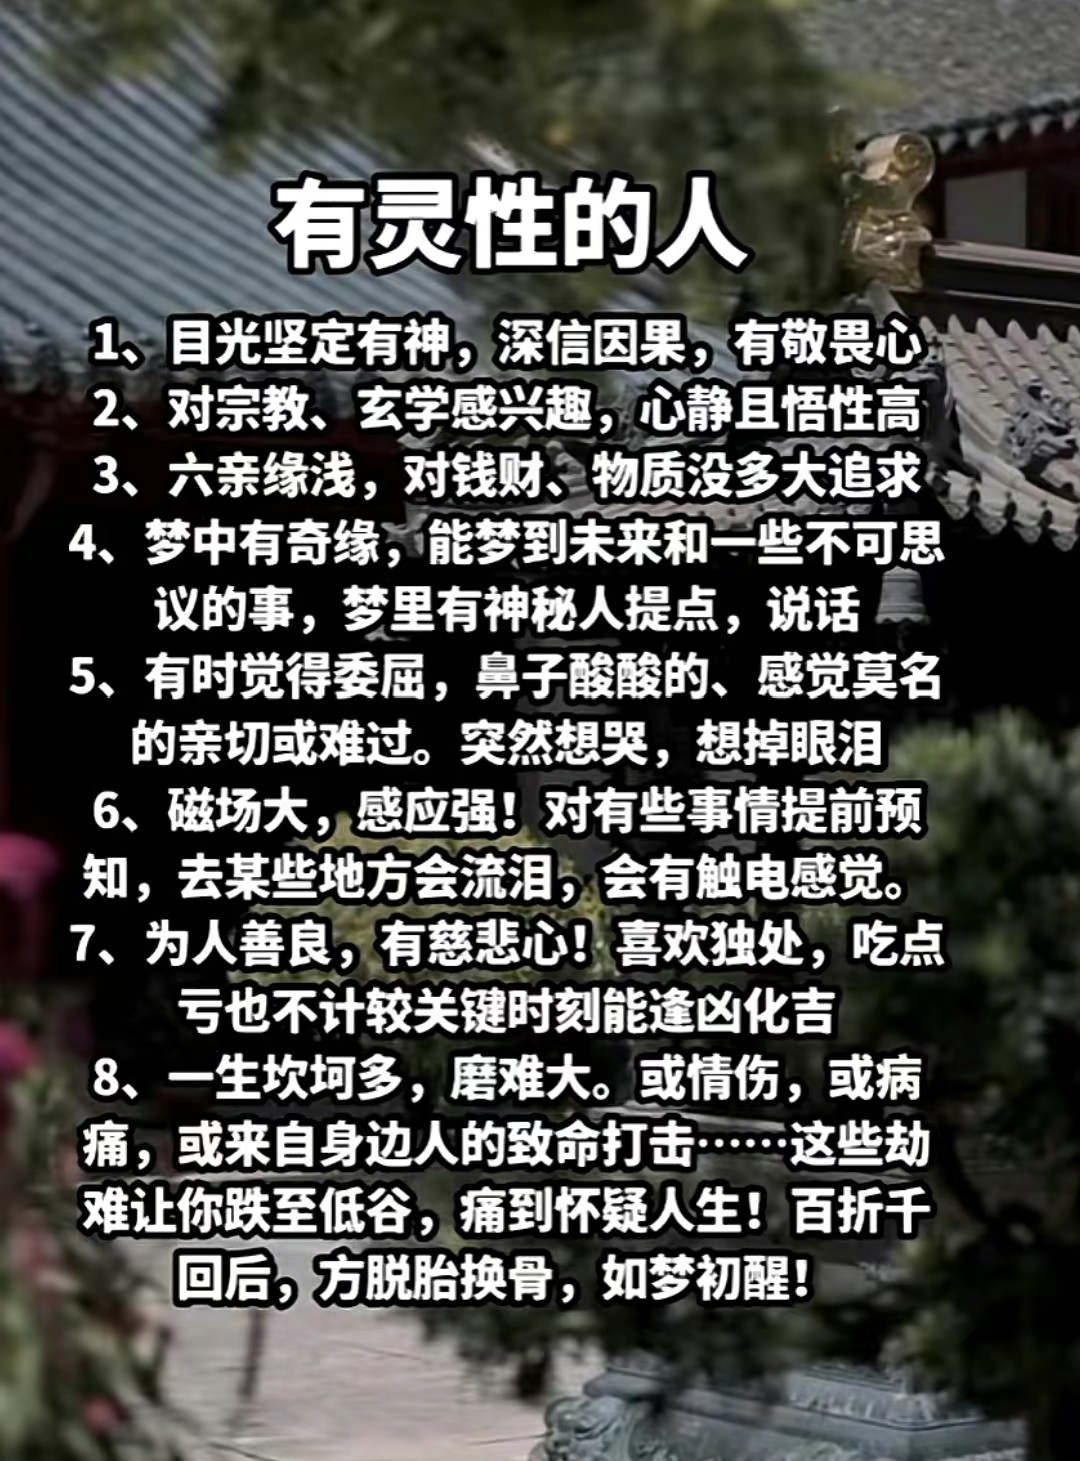 有灵性的人
1、目光坚定有神，深信因果，有敬畏心
2、对宗教、玄学感兴趣，心静且悟性高
3、六亲缘浅，对钱财、物质没多大追求
4、梦中有奇缘，能梦到未来和一些不可思
议的事，梦里有神秘人提点，说话
5、有时觉得委屈，鼻子酸酸的、感觉莫名
的亲切或难过。突然想哭，想掉眼泪
6、磁场大，感应强！对有些事情提前预
知，去某些地方会流泪，会有触电感觉。
7、为人善良，有慈悲心！喜欢独处，吃点
亏也不计较关键时刻能逢凶化吉
8、一生坎坷多，磨难大。或情伤，或病
痛，或来自身边人的致命打击……这些劫
难让你跌至低谷，痛到怀疑人生！百折千
回后，方脱胎换骨，如梦初醒！